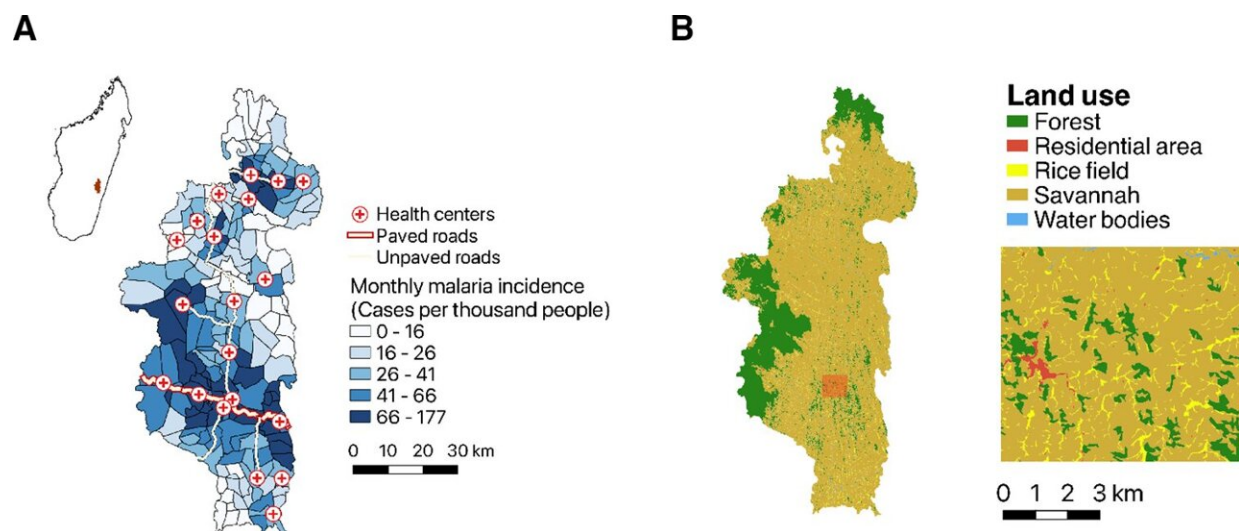 A
Health centers
Paved roads
Unpaved roads
Monthly malaria incidence
(Cases per thousand people)
0 - 16
16 - 26
26 - 41
41 - 66
66 - 177
0 10 20 30 km
B
Land use
Forest
Residential area
Rice field
Savannah
Water bodies
0 1 2 3 km